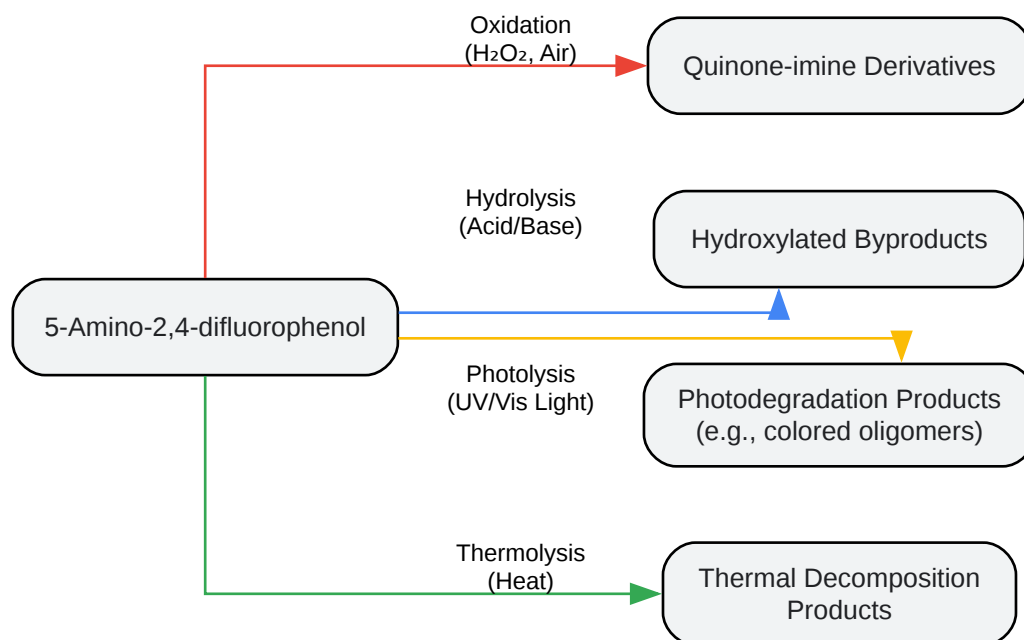 Oxidation
(H₂O₂, Air)
Quinone-imine Derivatives
Hydrolysis
(Acid/Base)
Hydroxylated Byproducts
5-Amino-2,4-difluorophenol
Photolysis
(UV/Vis Light)
Photodegradation Products
(e.g., colored oligomers)
Thermolysis
(Heat)
Thermal Decomposition
Products